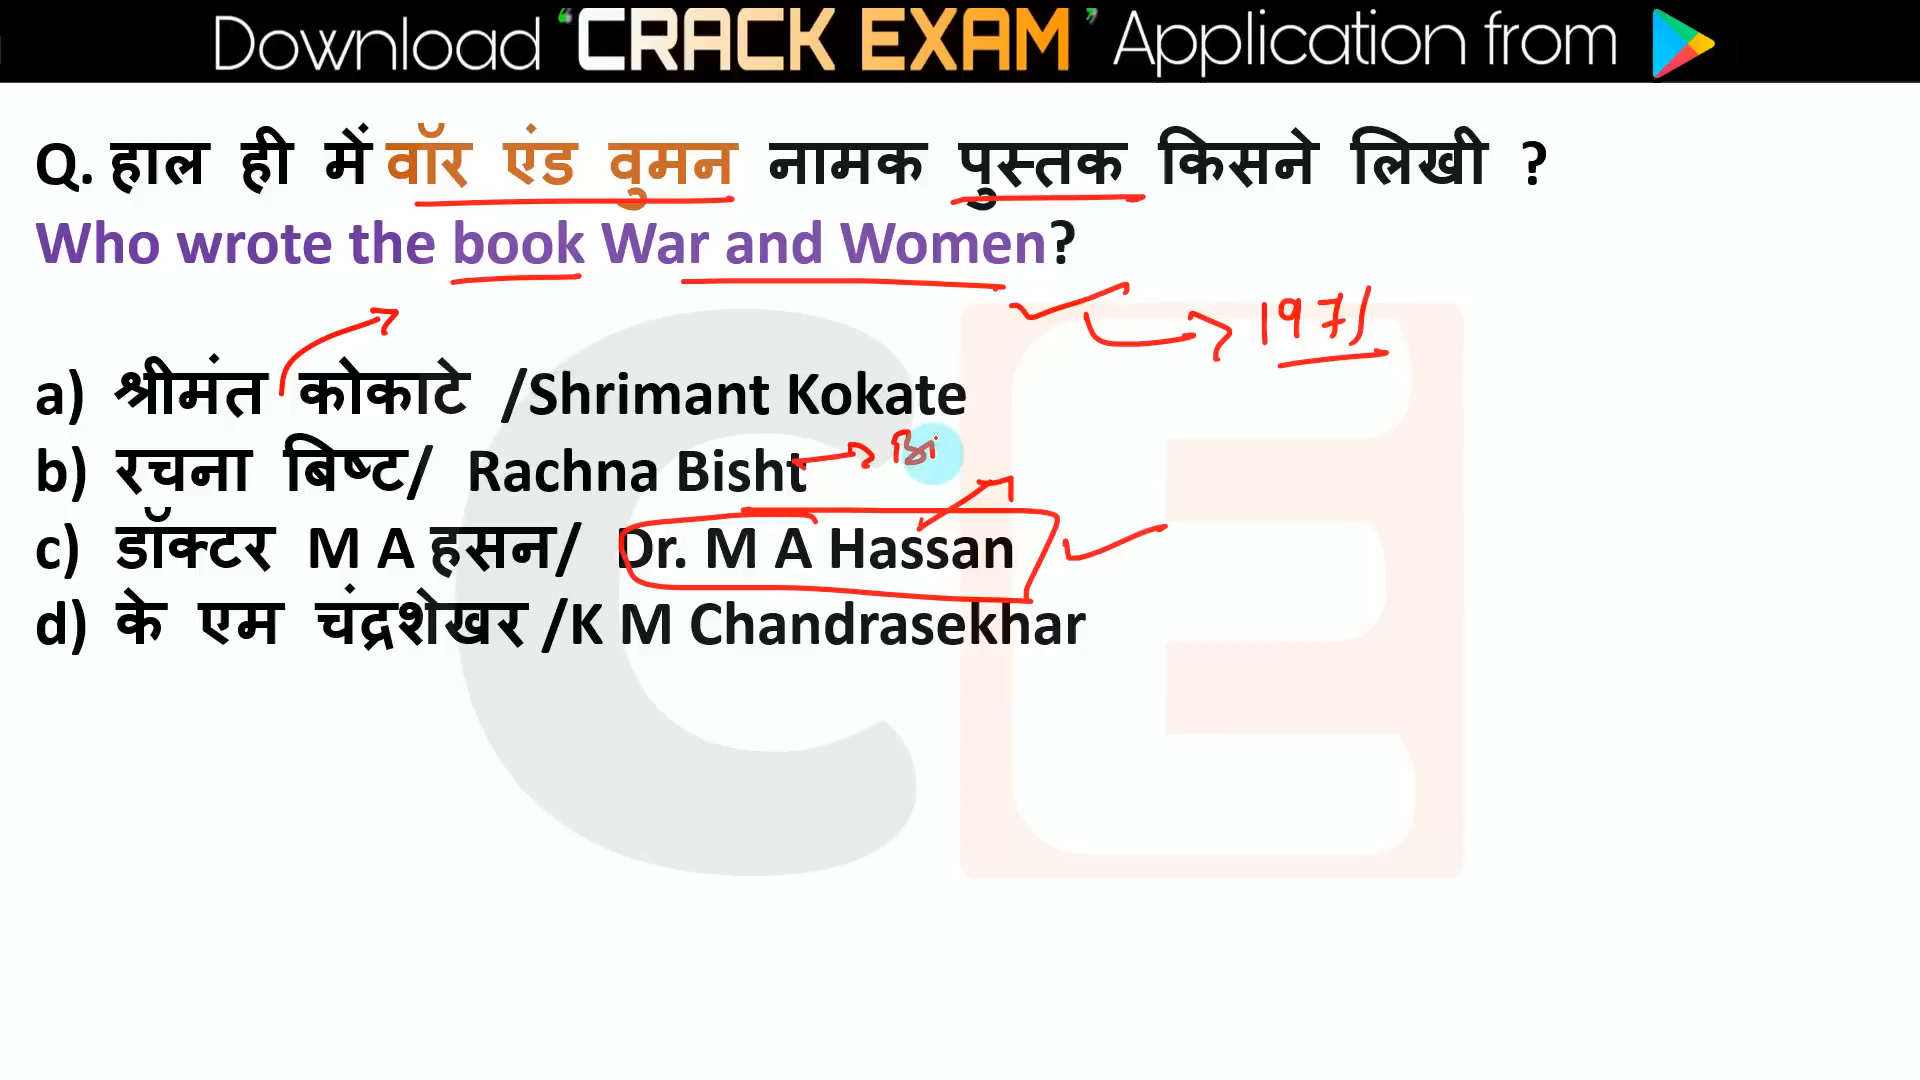 Download ‘CRACK EXAM’ Application from
Q. हाल ही में वॉर एंड वुमन नामक पुस्तक किसने लिखी ?
Who wrote the book War and Women?
1971
a) श्रीमंत कोकाटे /Shrimant Kokate
b) रचना बिष्ट/ Rachna Bisht
c) डॉक्टर M A हसन/ Dr. M A Hassan
d) के एम चंद्रशेखर /K M Chandrasekhar
CE